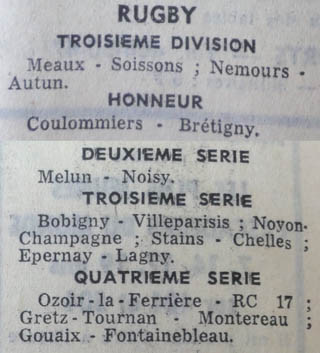 RUGBY
TROISIEME DIVISION
Meaux - Soissons ; Nemours -
Autun.
HONNEUR
Coulommiers - Brétigny.
DEUXIEME SERIE
Melun - Noisy.
TROISIEME SERIE
Bobigny - Villeparisis ; Noyon-
Champagne ; Stains - Chelles ;
Epernay - Lagny.
QUATRIEME SERIE
Ozoir-la-Ferrière - RC 17 ;
Gretz-Tournan - Montereau ;
Gouaix - Fontainebleau.